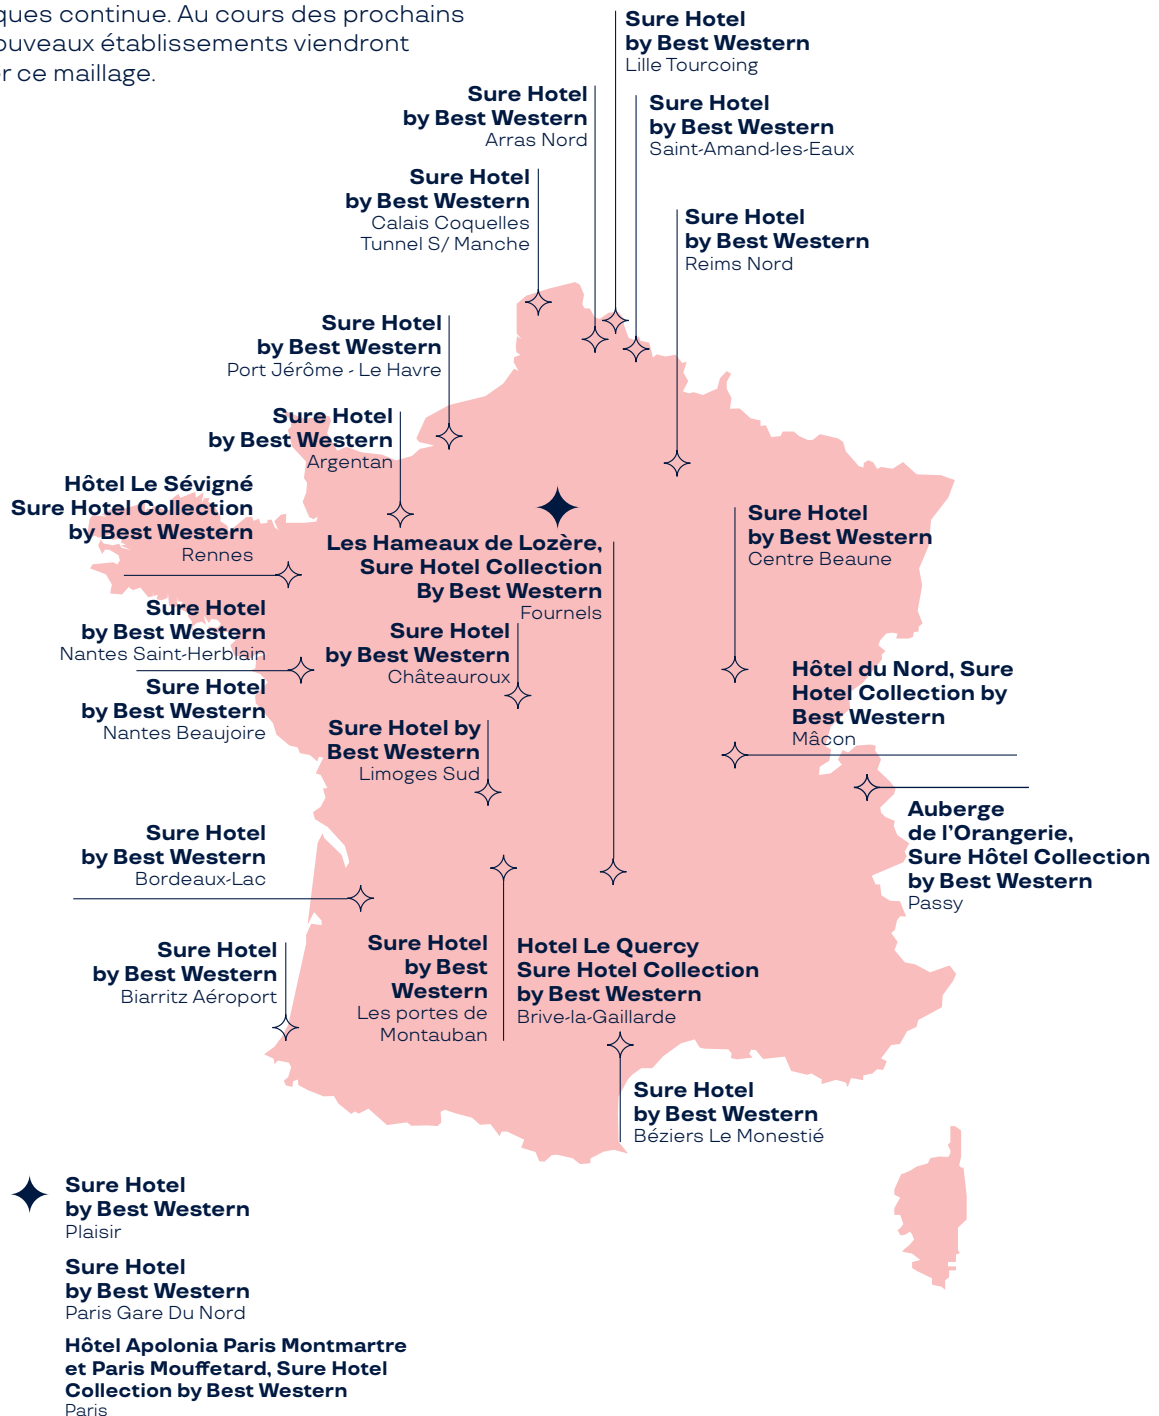 ques continue. Au cours des prochains
ouveaux établissements viendront
er ce maillage.
Sure Hotel
by Best Western
Lille Tourcoing
Sure Hotel
by Best Western
Arras Nord
Sure Hotel
by Best Western
Saint-Amand-les-Eaux
Sure Hotel
by Best Western
Calais Coquelles
Tunnel S/ Manche
Sure Hotel
by Best Western
Reims Nord
Sure Hotel
by Best Western
Port Jérôme - Le Havre
Sure Hotel
by Best Western
Argentan
Hôtel Le Sévigné
Sure Hotel Collection
by Best Western
Rennes
Les Hameaux de Lozère,
Sure Hotel Collection
By Best Western
Fournels
Sure Hotel
by Best Western
Centre Beaune
Sure Hotel
by Best Western
Nantes Saint-Herblain
Sure Hotel
by Best Western
Châteauroux
Sure Hotel
by Best Western
Nantes Beaujoire
Hôtel du Nord, Sure
Hotel Collection by
Best Western
Mâcon
Sure Hotel by
Best Western
Limoges Sud
Auberge
de l’Orangerie,
Sure Hôtel Collection
by Best Western
Passy
Sure Hotel
by Best Western
Bordeaux-Lac
Sure Hotel
by Best Western
Biarritz Aéroport
Sure Hotel
by Best
Western
Les portes de
Montauban
Hotel Le Quercy
Sure Hotel Collection
by Best Western
Brive-la-Gaillarde
Sure Hotel
by Best Western
Béziers Le Monestié
Sure Hotel
by Best Western
Plaisir
Sure Hotel
by Best Western
Paris Gare Du Nord
Hôtel Apolonia Paris Montmartre
et Paris Mouffetard, Sure Hotel
Collection by Best Western
Paris